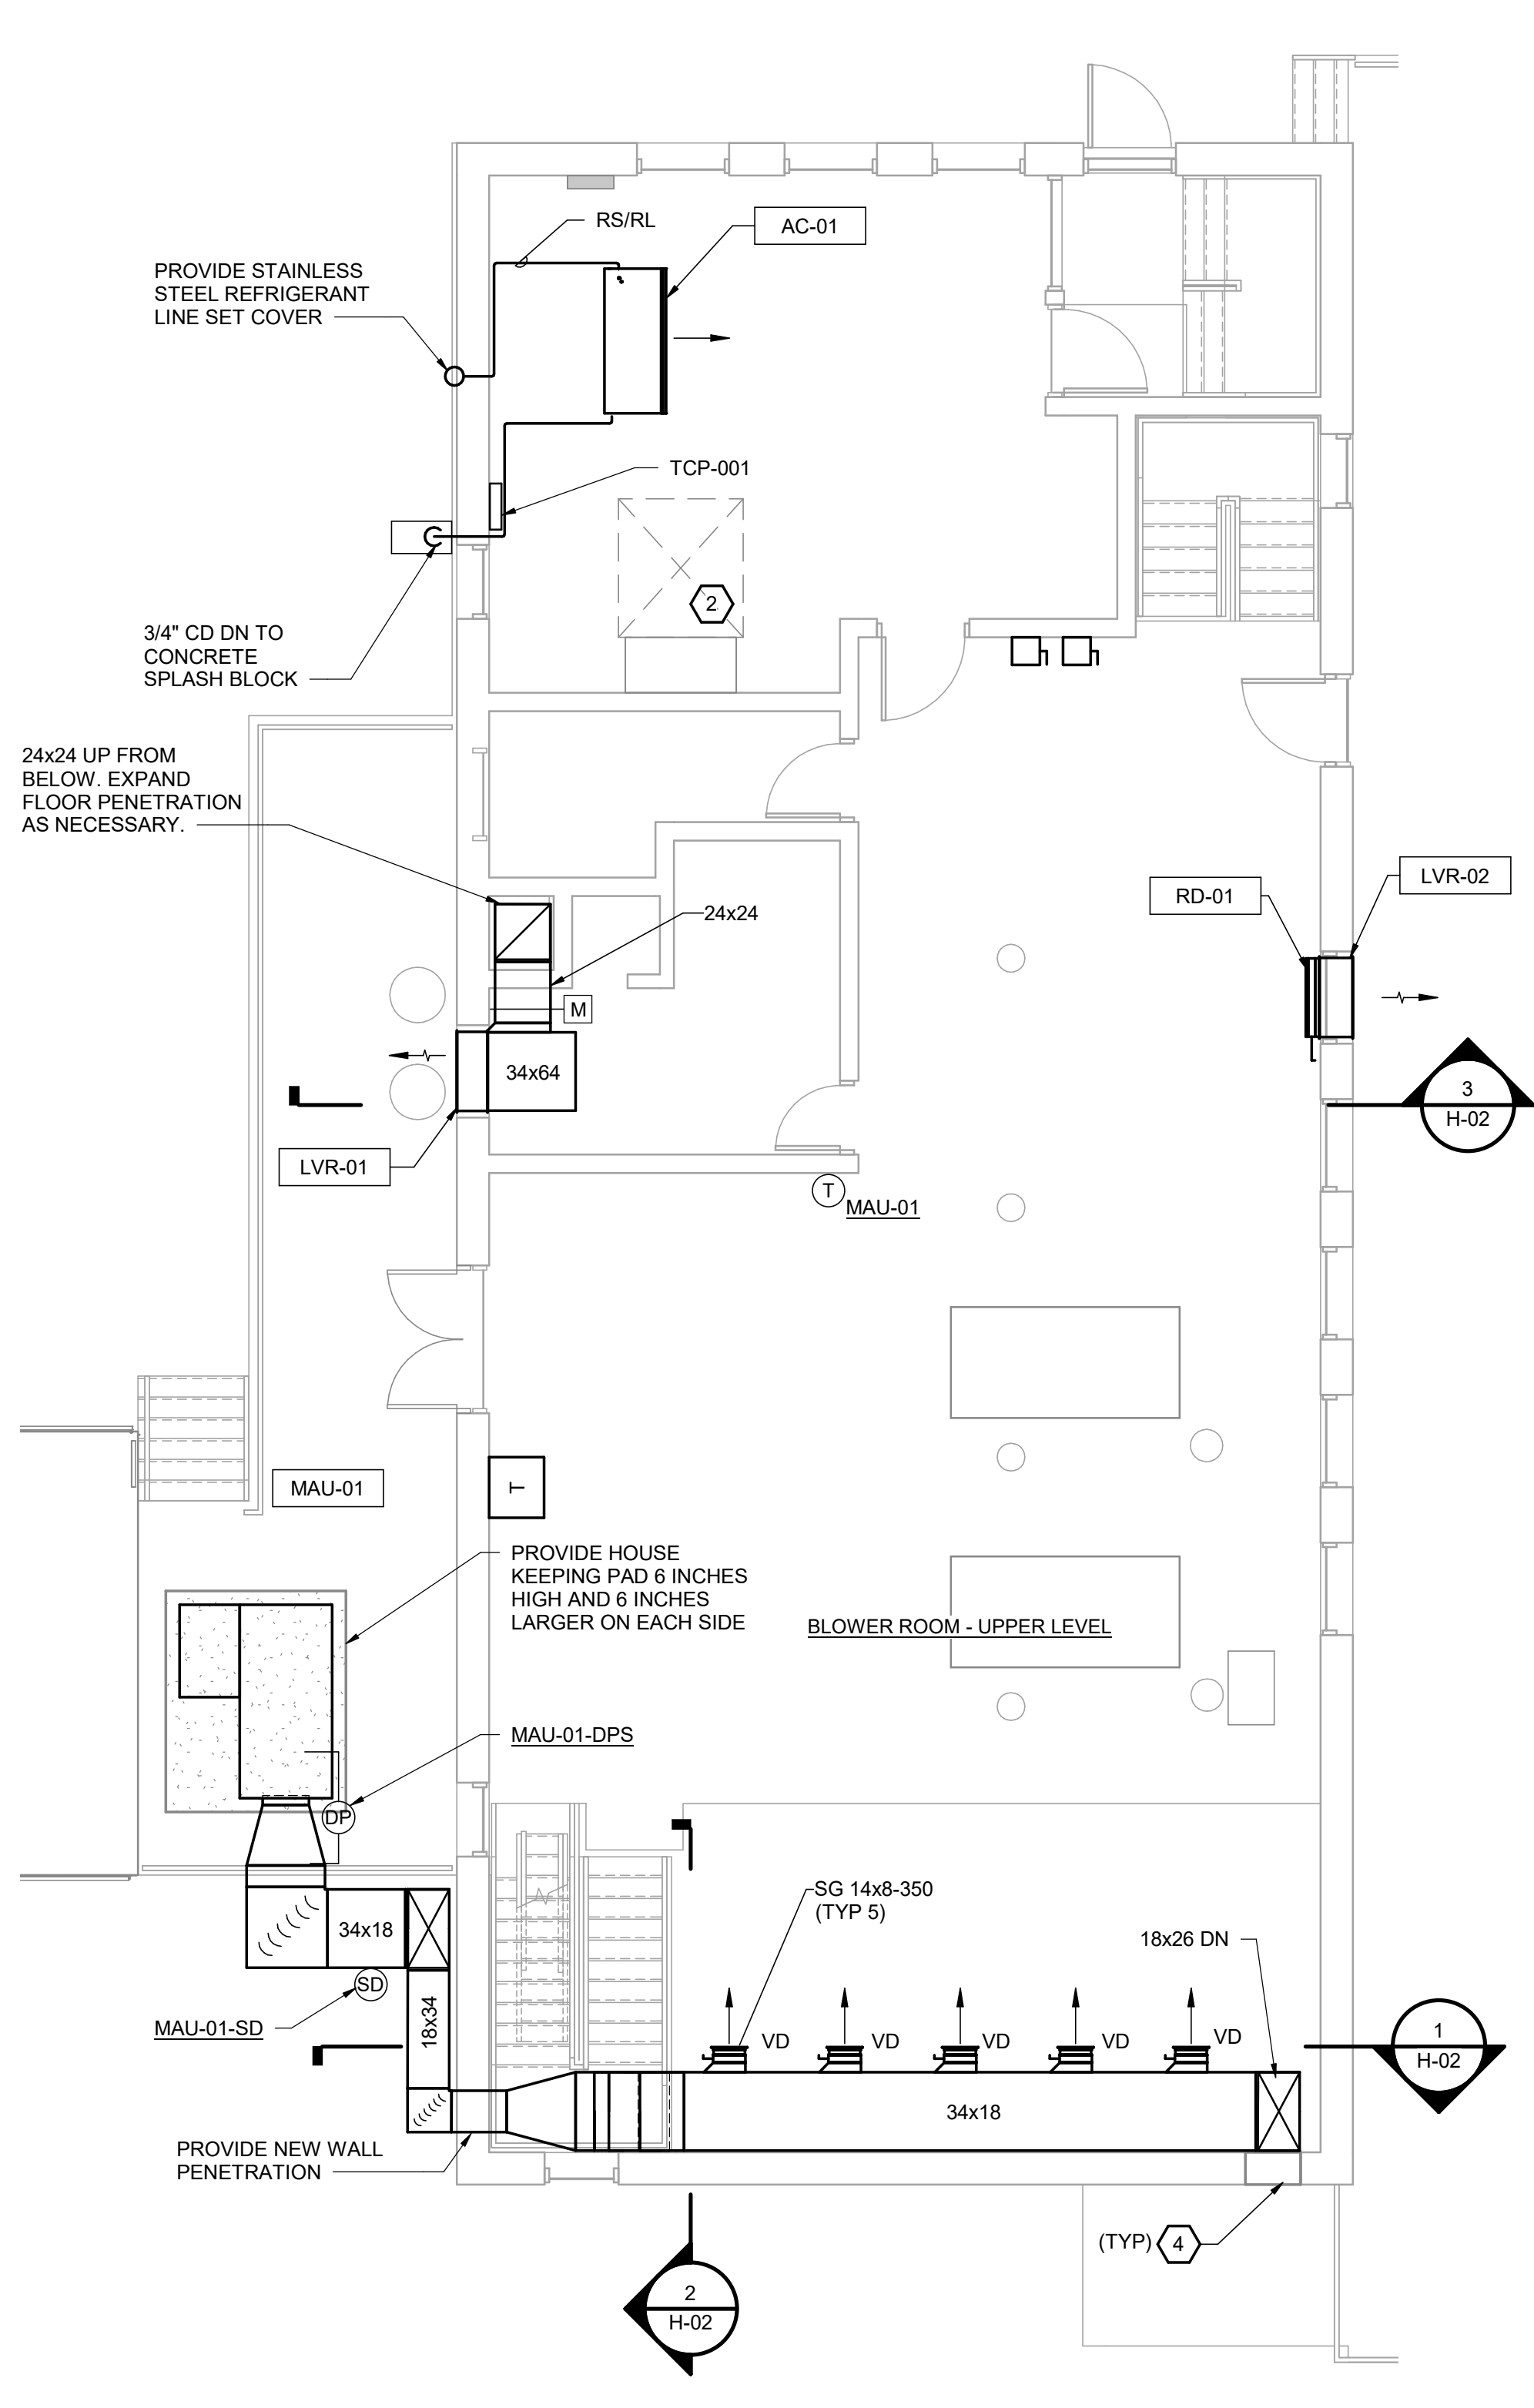 RS/RL
AC-01
PROVIDE STAINLESS
STEEL REFRIGERANT
LINE SET COVER
TCP-001
2
3/4" CD DN TO
CONCRETE
SPLASH BLOCK
24x24 UP FROM
BELOW. EXPAND
FLOOR PENETRATION
AS NECESSARY.
24x24
M
34x64
LVR-01
RD-01
LVR-02
3
H-02
T
MAU-01
MAU-01
T
PROVIDE HOUSE
KEEPING PAD 6 INCHES
HIGH AND 6 INCHES
LARGER ON EACH SIDE
BLOWER ROOM - UPPER LEVEL
MAU-01-DPS
DP
34x18
SD
MAU-01-SD
18x34
SG 14x8-350
(TYP 5)
18x26 DN
VD
VD
VD
VD
VD
1
H-02
34x18
PROVIDE NEW WALL
PENETRATION
(TYP)
4
2
H-02